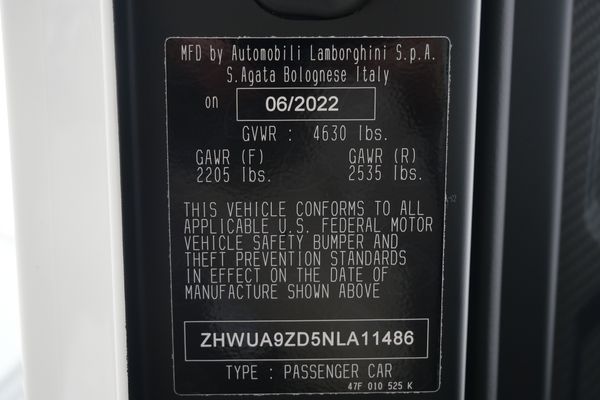 MFD by Automobili Lamborghini S.p.A.
S.Agata Bolognese Italy
on 06/2022
GVWR : 4630 lbs.
GAWR (F) GAWR (R)
2205 lbs. 2535 lbs.
THIS VEHICLE CONFORMS TO ALL
APPLICABLE U.S. FEDERAL MOTOR
VEHICLE SAFETY BUMPER AND
THEFT PREVENTION STANDARDS
IN EFFECT ON THE DATE OF
MANUFACTURE SHOWN ABOVE
ZHWUA9ZD5NLA11486
TYPE : PASSENGER CAR
47F 010 525 K